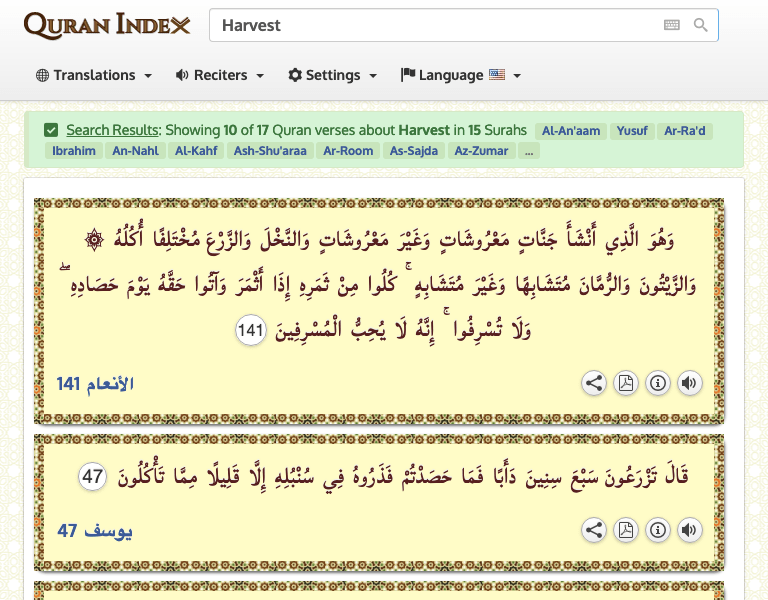 QURAN INDEX
Harvest
Translations Reciters Settings Language
Search Results: Showing 10 of 17 Quran verses about Harvest in 15 Surahs Al-An'aam Yusuf Ar-Ra'd
Ibrahim An-Nahl Al-Kahf Ash-Shu'araa Ar-Room As-Sajda Az-Zumar ...
۞ وَهُوَ الَّذِي أَنْشَأَ جَنَّاتٍ مَعْرُوشَاتٍ وَغَيْرَ مَعْرُوشَاتٍ وَالنَّخْلَ وَالزَّرْعَ مُخْتَلِفًا أُكُلُهُ
وَالزَّيْتُونَ وَالرُّمَّانَ مُتَشَابِهًا وَغَيْرَ مُتَشَابِهٍ ۚ كُلُوا مِنْ ثَمَرِهِ إِذَا أَثْمَرَ وَآتُوا حَقَّهُ يَوْمَ حَصَادِهِ ۖ
وَلَا تُسْرِفُوا ۚ إِنَّهُ لَا يُحِبُّ الْمُسْرِفِينَ 141
الأنعام 141
قَالَ تَزْرَعُونَ سَبْعَ سِنِينَ دَأَبًا فَمَا حَصَدْتُمْ فَذَرُوهُ فِي سُنْبُلِهِ إِلَّا قَلِيلًا مِمَّا تَأْكُلُونَ 47
يوسف 47